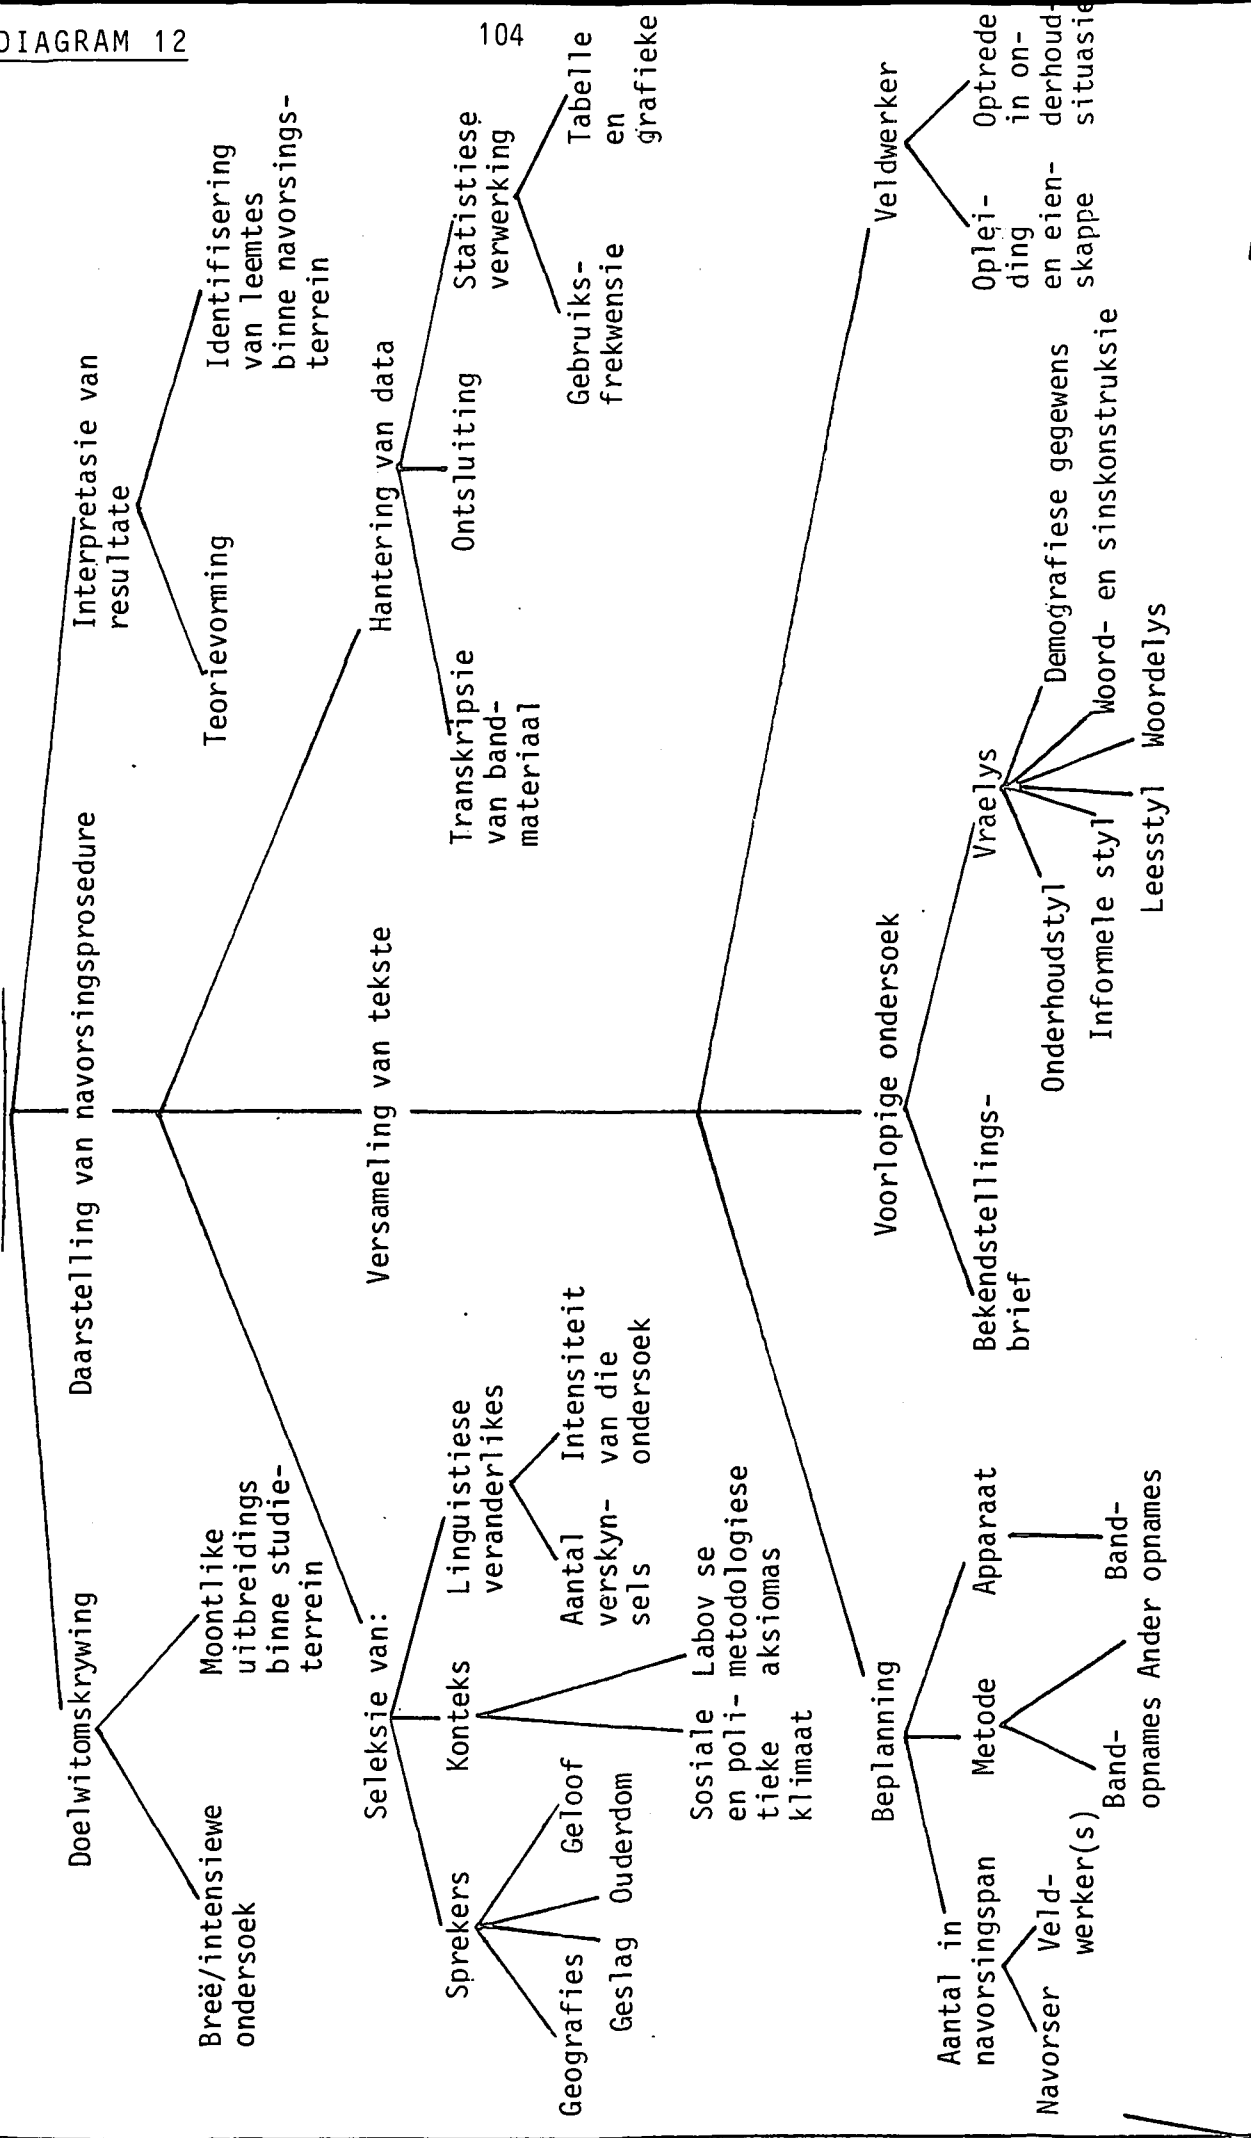 DIAGRAM 12
104
Doelwitomskrywing
Daarstelling van navorsingsprosedure
Interpretasie van
resultate
Breë/intensiewe
ondersoek
Moontlike
uitbreidings
binne studie-
terrein
Teorievorming
Identifisering
van leemtes
binne navorsings-
terrein
Seleksie van:
Versameling van tekste
Hantering van data
Sprekers
Konteks
Linguistiese
veranderlikes
Transkripsie
van band-
materiaal
Ontsluiting
Statistiese
verwerking
Geografies
Geslag
Ouderdom
Geloof
Aantal
verskyn-
sels
Intensiteit
van die
ondersoek
Gebruiks-
frekwensie
Tabelle
en
grafieke
Sosiale
en poli-
tieke
klimaat
Labov se
metodologiese
aksiomas
Beplanning
Voorlopige ondersoek
Veldwerker
Aantal in
navorsingspan
Metode
Apparaat
Bekendstellings-
brief
Vraelys
Oplei-
ding
en eien-
skappe
Optrede
in on-
derhoud-
situasie
Navorser
Veld-
werker(s)
Band-
opnames
Ander opnames
Band-
Onderhoudstyl
Informele styl
Leesstyl
Woordelys
Woord- en sinskonstruksie
Demografiese gegewens